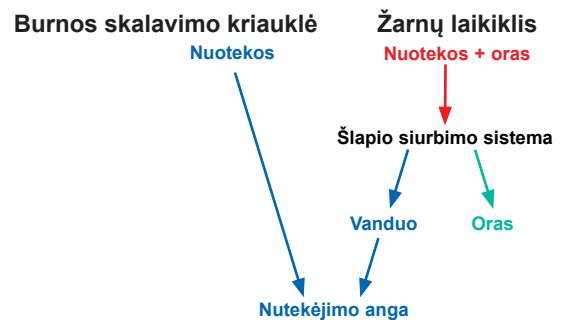 Burnos skalavimo kriauklė
Žarnų laikiklis
Nuotekos
Nuotekos + oras
Šlapio siurbimo sistema
Vanduo
Oras
Nutekėjimo anga